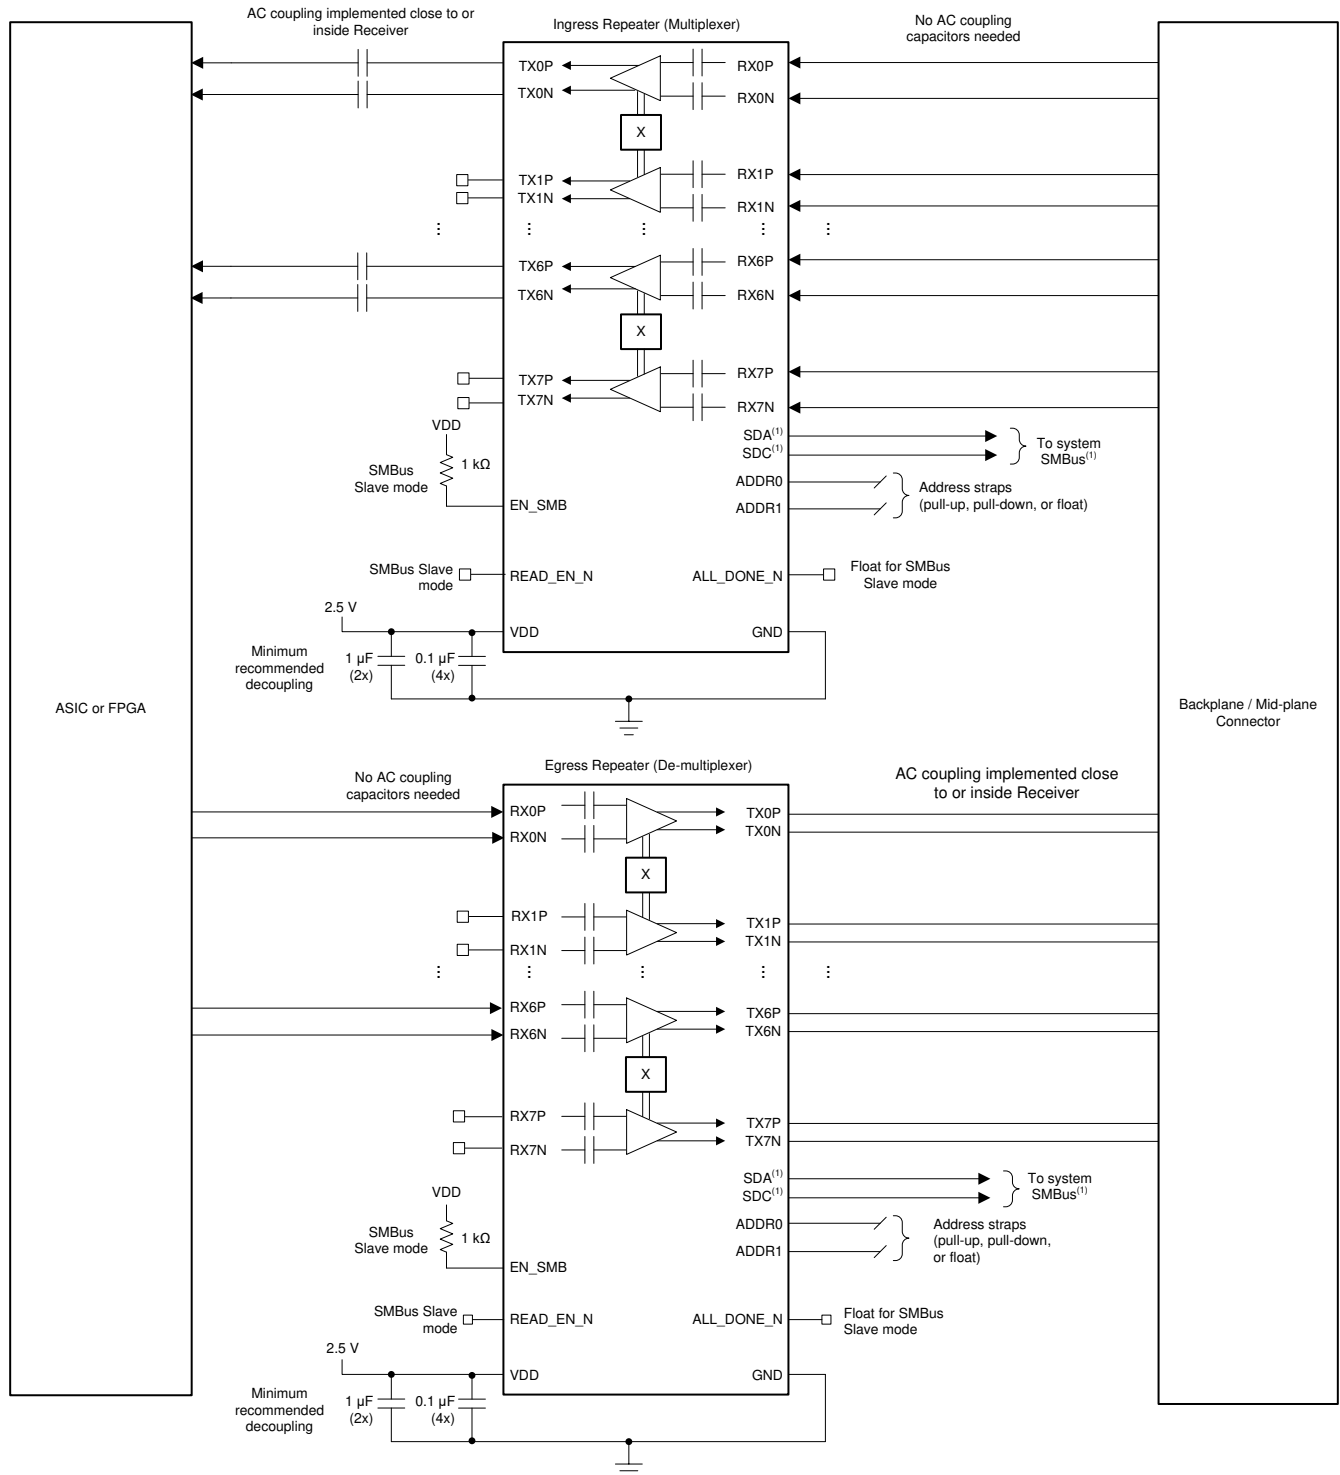 AC coupling implemented close to or
inside Receiver
Ingress Repeater (Multiplexer)
No AC coupling
capacitors needed
TX0P
RX0P
TX0N
RX0N
X
TX1P
RX1P
TX1N
RX1N
⋮ ⋮ ⋮ ⋮ ⋮
TX6P
RX6P
TX6N
RX6N
X
TX7P
RX7P
TX7N
RX7N
VDD
1 kΩ
SMBus
Slave mode
EN_SMB
SDA(1)
SDC(1)
To system
SMBus(1)
ADDR0
ADDR1
Address straps
(pull-up, pull-down, or float)
SMBus Slave
mode
READ_EN_N
ALL_DONE_N
Float for SMBus
Slave mode
2.5 V
VDD
GND
Minimum
recommended
decoupling
1 μF
(2x)
0.1 μF
(4x)
ASIC or FPGA
Backplane / Mid-plane
Connector
Egress Repeater (De-multiplexer)
No AC coupling
capacitors needed
AC coupling implemented close
to or inside Receiver
RX0P
TX0P
RX0N
TX0N
X
RX1P
TX1P
RX1N
TX1N
⋮ ⋮ ⋮ ⋮ ⋮
RX6P
TX6P
RX6N
TX6N
X
RX7P
TX7P
RX7N
TX7N
VDD
1 kΩ
SMBus
Slave mode
EN_SMB
SDA(1)
SDC(1)
To system
SMBus(1)
ADDR0
ADDR1
Address straps
(pull-up, pull-down,
or float)
SMBus Slave
mode
READ_EN_N
ALL_DONE_N
Float for SMBus
Slave mode
2.5 V
VDD
GND
Minimum
recommended
decoupling
1 μF
(2x)
0.1 μF
(4x)